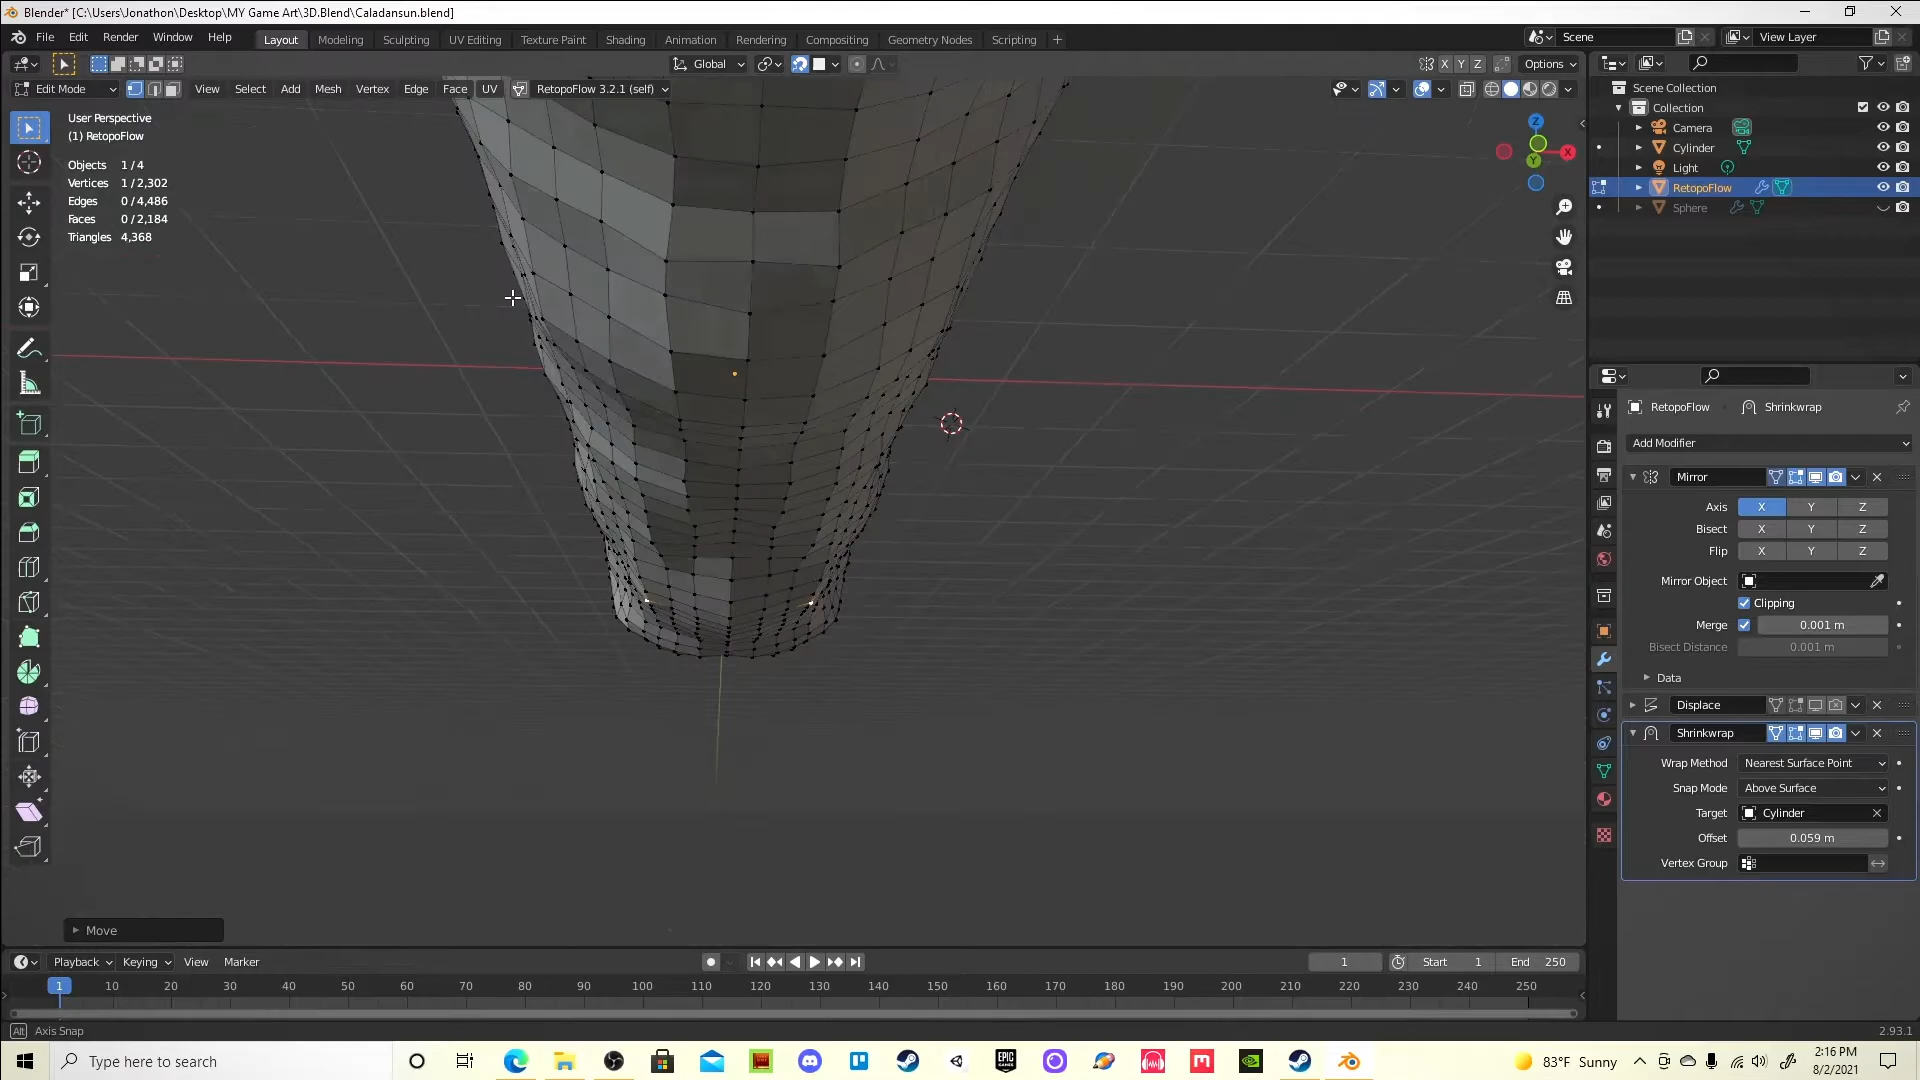 Blender* [C:\Users\Jonathon\Desktop\MY Game Art\3D.Blend\Caladansun.blend]
File Edit Render Window Help Layout Modeling Sculpting UV Editing Texture Paint Shading Animation Rendering Compositing Geometry Nodes Scripting + Scene View Layer
Global X Y Z Options
Edit Mode View Select Add Mesh Vertex Edge Face UV RetopoFlow 3.2.1 (self)
User Perspective
(1) RetopoFlow
Objects 1/4
Vertices 1/2,302
Edges 0/4,486
Faces 0/2,184
Triangles 4,368
Z
X
Y
Scene Collection
Collection
Camera
Cylinder
Light
RetopoFlow
Sphere
RetopoFlow Shrinkwrap
Add Modifier
Mirror
Axis X Y Z
Bisect X Y Z
Flip X Y Z
Mirror Object
Clipping
Merge 0.001 m
Bisect Distance 0.001 m
Data
Displace
Shrinkwrap
Wrap Method Nearest Surface Point
Snap Mode Above Surface
Target Cylinder
Offset 0.059 m
Vertex Group
Move
Playback Keying View Marker 1 Start 1 End 250
1 10 20 30 40 50 60 70 80 90 100 110 120 130 140 150 160 170 180 190 200 210 220 230 240 250
Alt Axis Snap 2.93.1
Type here to search 83°F Sunny 2:16 PM
8/2/2021